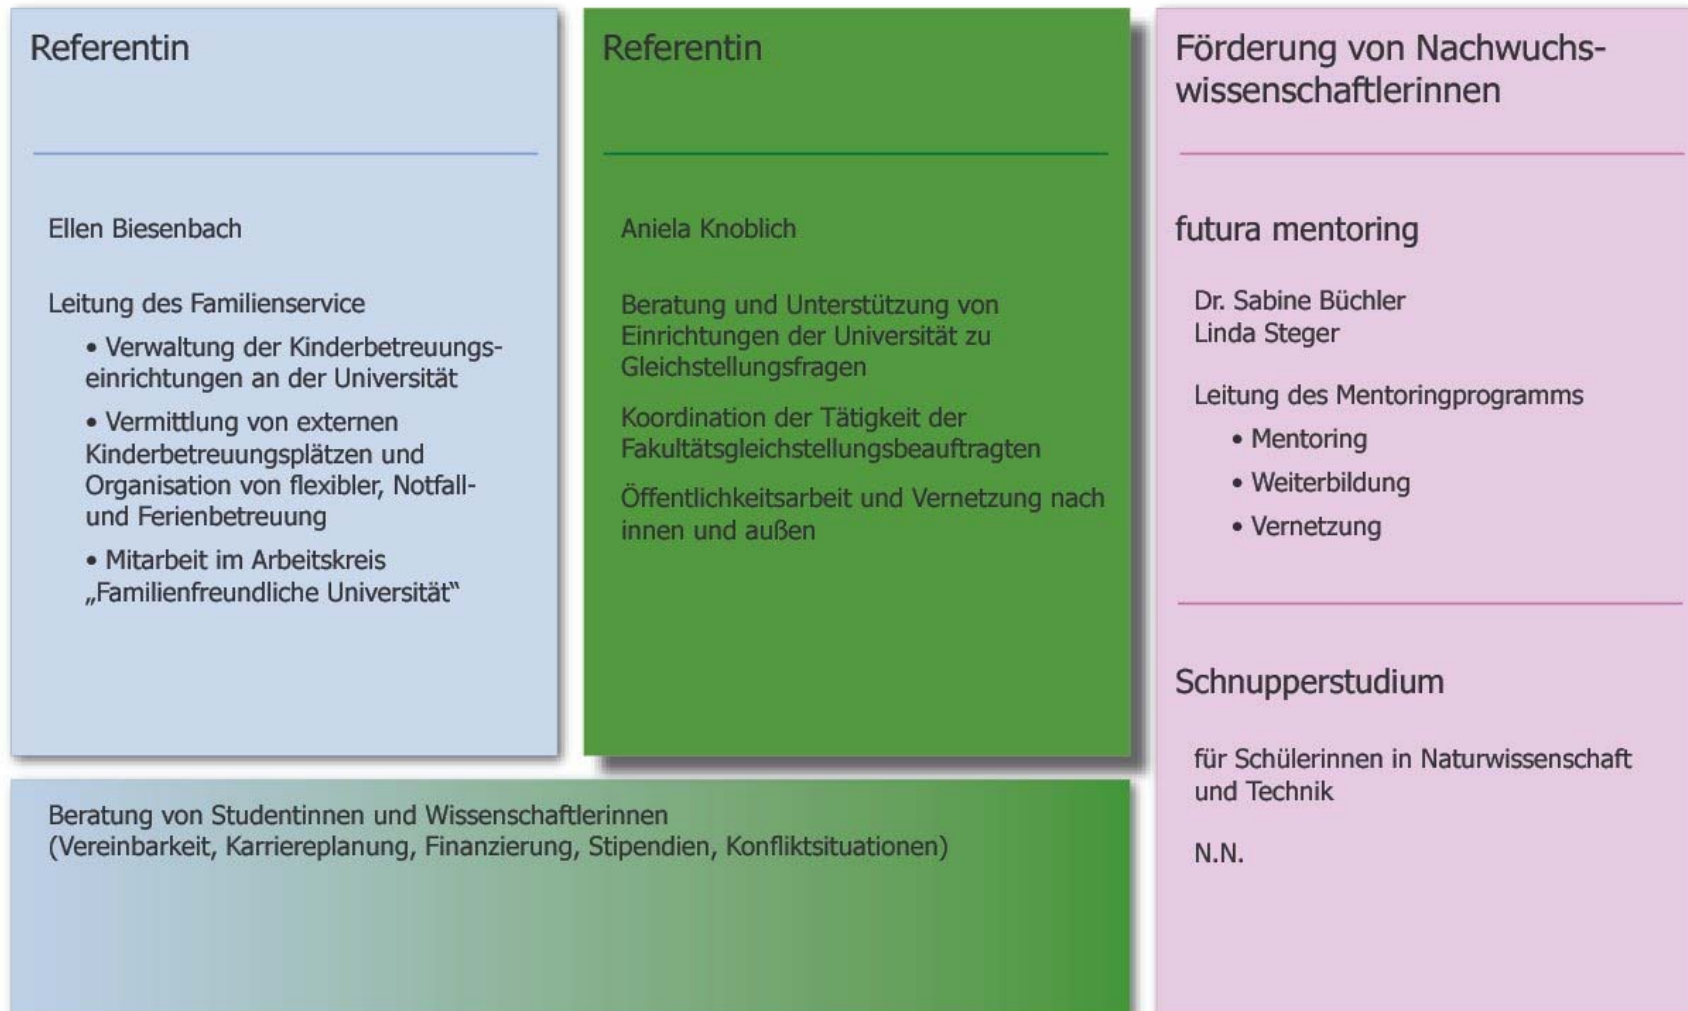 Referentin
Ellen Biesenbach
Leitung des Familienservice
• Verwaltung der Kinderbetreuungs-
einrichtungen an der Universität
• Vermittlung von externen
Kinderbetreuungsplätzen und
Organisation von flexibler, Notfall-
und Ferienbetreuung
• Mitarbeit im Arbeitskreis
„Familienfreundliche Universität“
Referentin
Aniela Knoblich
Beratung und Unterstützung von
Einrichtungen der Universität zu
Gleichstellungsfragen
Koordination der Tätigkeit der
Fakultätsgleichstellungsbeauftragten
Öffentlichkeitsarbeit und Vernetzung nach
innen und außen
Beratung von Studentinnen und Wissenschaftlerinnen
(Vereinbarkeit, Karriereplanung, Finanzierung, Stipendien, Konfliktsituationen)
Förderung von Nachwuchs-
wissenschaftlerinnen
futura mentoring
Dr. Sabine Büchler
Linda Steger
Leitung des Mentoringprogramms
• Mentoring
• Weiterbildung
• Vernetzung
Schnupperstudium
für Schülerinnen in Naturwissenschaft
und Technik
N.N.